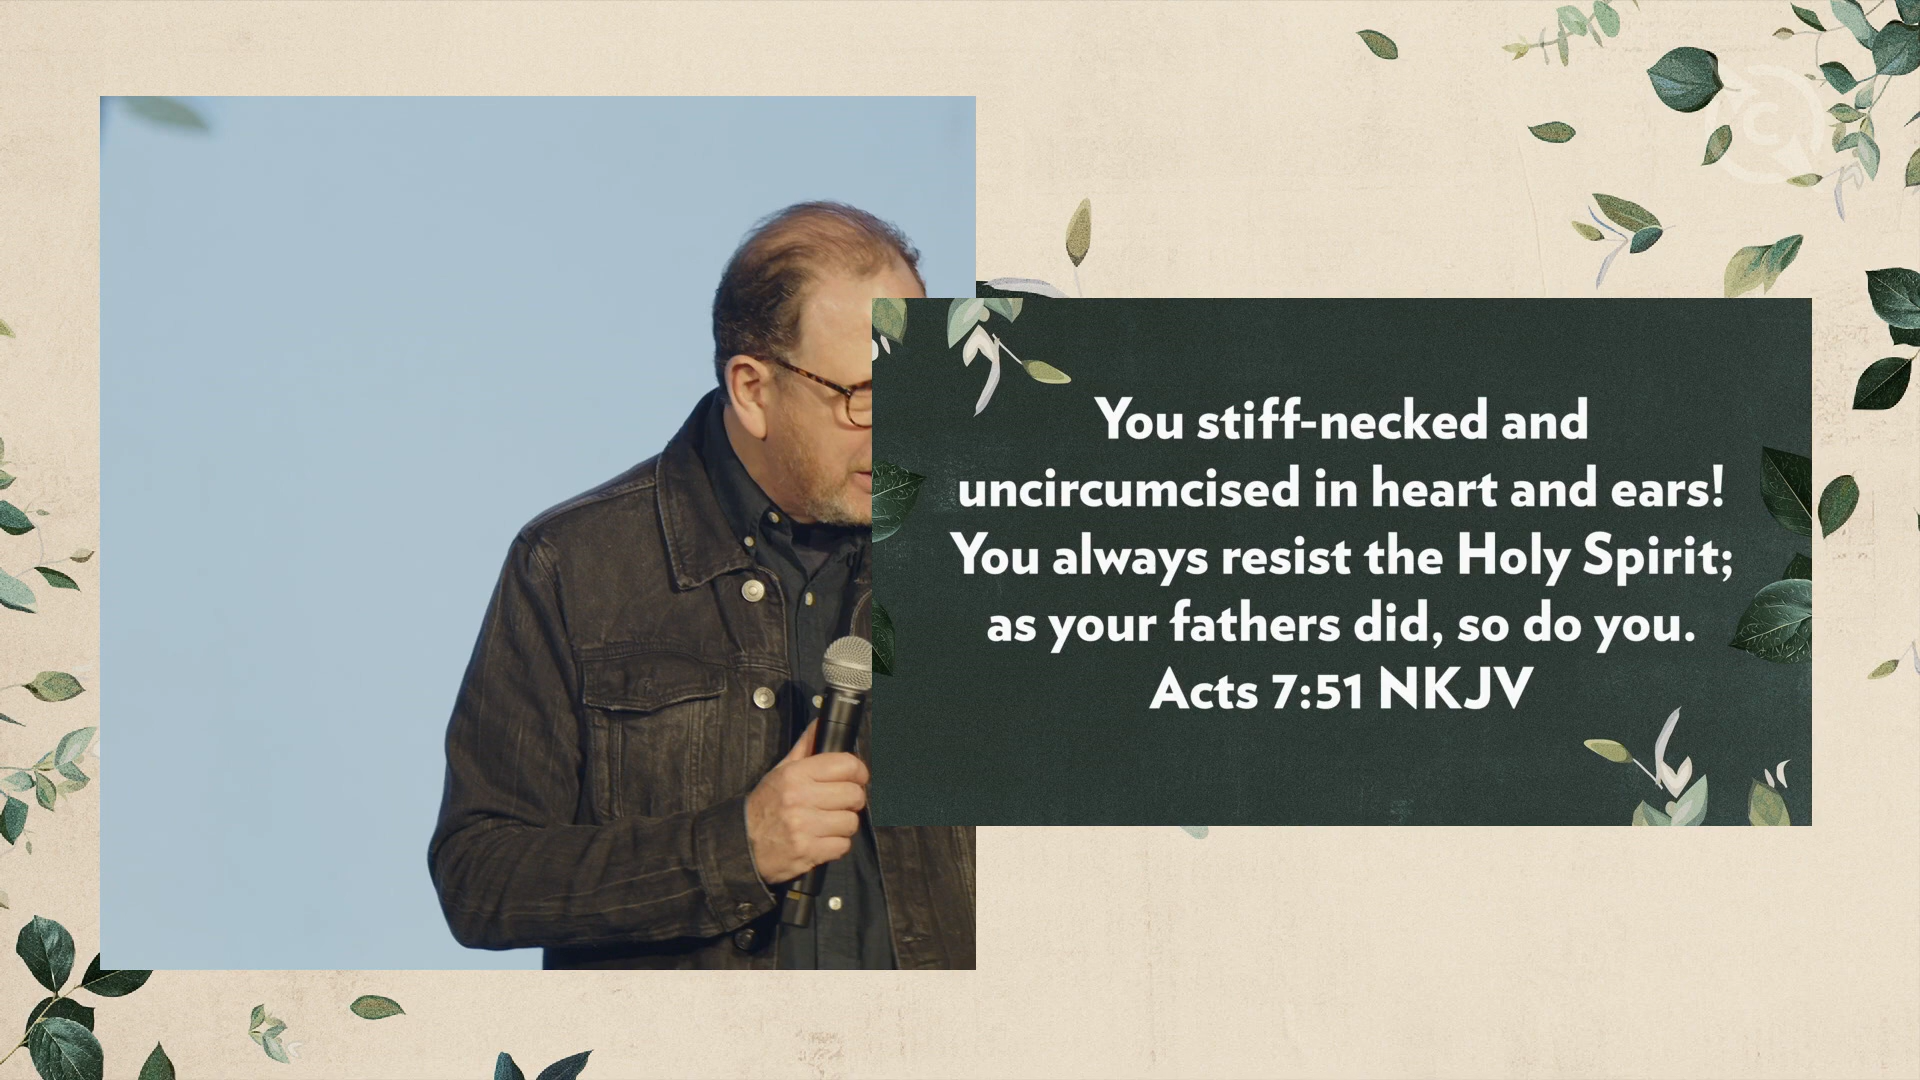 You stiff-necked and
uncircumcised in heart and ears!
You always resist the Holy Spirit;
as your fathers did, so do you.
Acts 7:51 NKJV